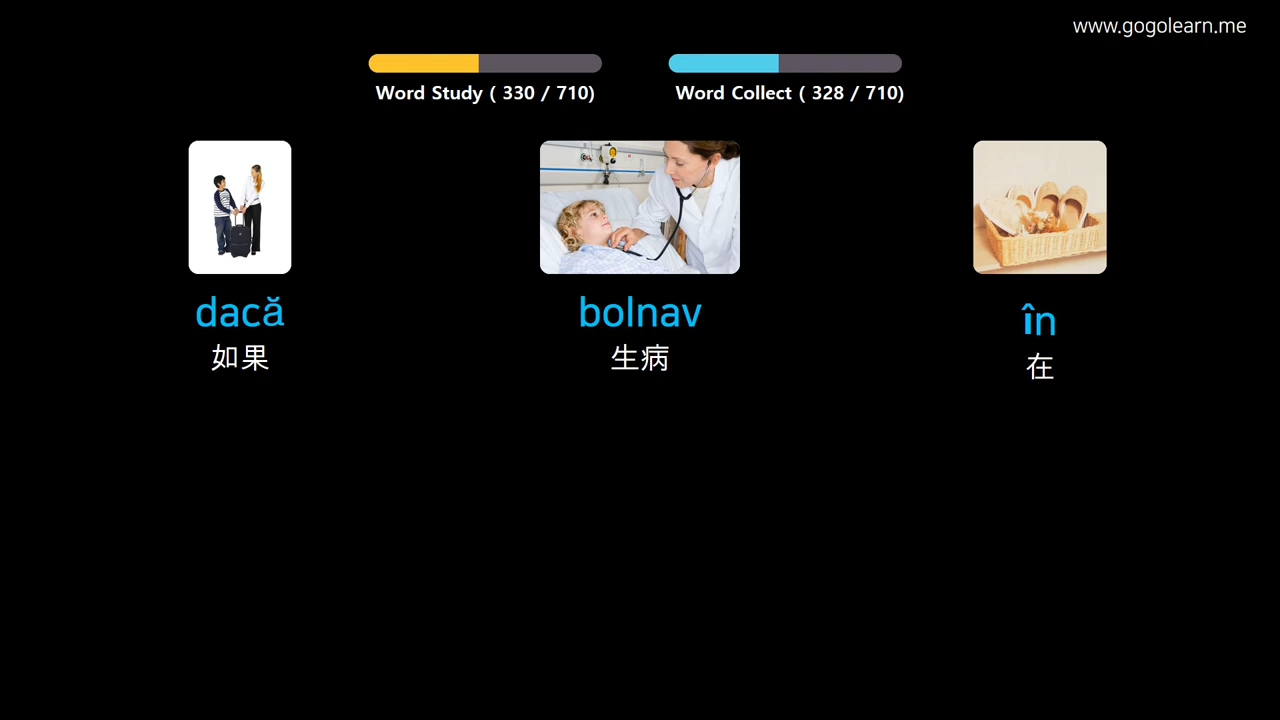 www.gogolearn.me
Word Study ( 330 / 710)
Word Collect ( 328 / 710)
dacă
如果
bolnav
生病
în
在